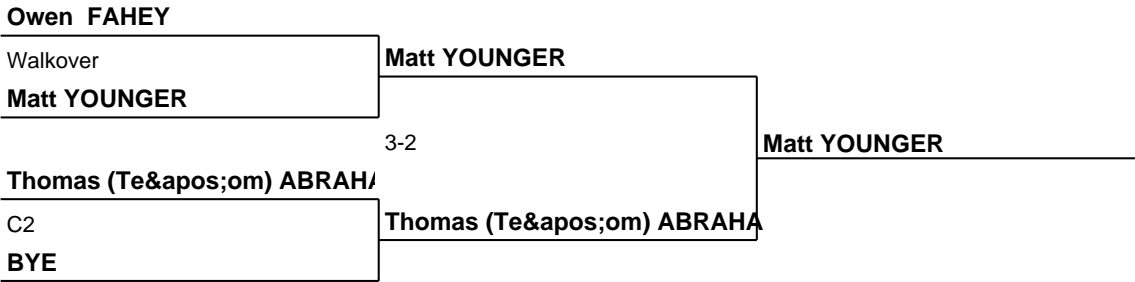 Owen  FAHEY
Walkover
Matt YOUNGER
Matt YOUNGER
3-2
Matt YOUNGER
Thomas (Te&apos;om) ABRAHA
C2
Thomas (Te&apos;om) ABRAHA
BYE